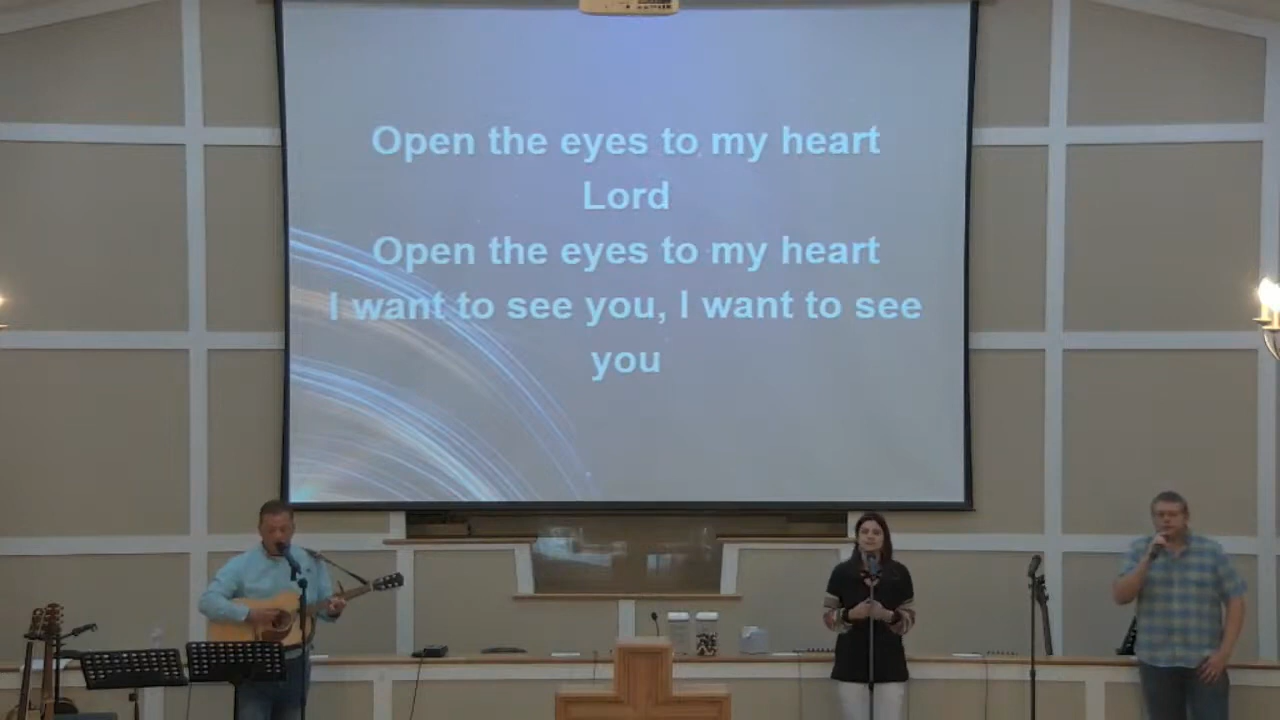 Open the eyes to my heart
Lord
Open the eyes to my heart
I want to see you, I want to see
you